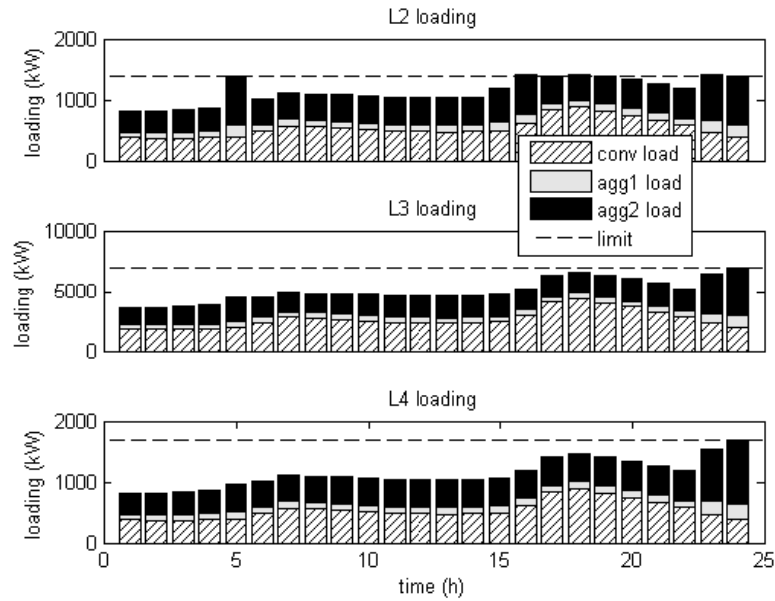 L2 loading
2000
1000
0
loading (kW)
conv load
agg1 load
agg2 load
limit
L3 loading
10000
5000
0
loading (kW)
L4 loading
2000
1000
0
loading (kW)
0 5 10 15 20 25
time (h)